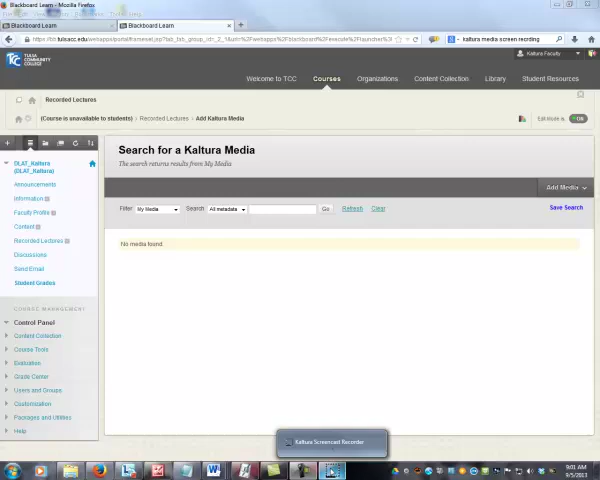 Blackboard Learn - Mozilla Firefox
Blackboard Learn
Blackboard Learn
kaltura media screen recrding
TCC TULSA COMMUNITY COLLEGE
Kaltura Faculty
Welcome to TCC Courses Organizations Content Collection Library Student Resources
Recorded Lectures
(Course is unavailable to students) Recorded Lectures Add Kaltura Media
Edit Mode is:
DLAT_Kaltura
(DLAT_Kaltura)
Announcements
Information
Faculty Profile
Content
Recorded Lectures
Discussions
Send Email
Student Grades
COURSE MANAGEMENT
Control Panel
Content Collection
Course Tools
Evaluation
Grade Center
Users and Groups
Customization
Packages and Utilities
Help
Search for a Kaltura Media
The search returns results from My Media
Add Media
Filter My Media Search All metadata Go Refresh Clear Save Search
No media found
Kaltura Screencast Recorder
9:01 AM
9/5/2013